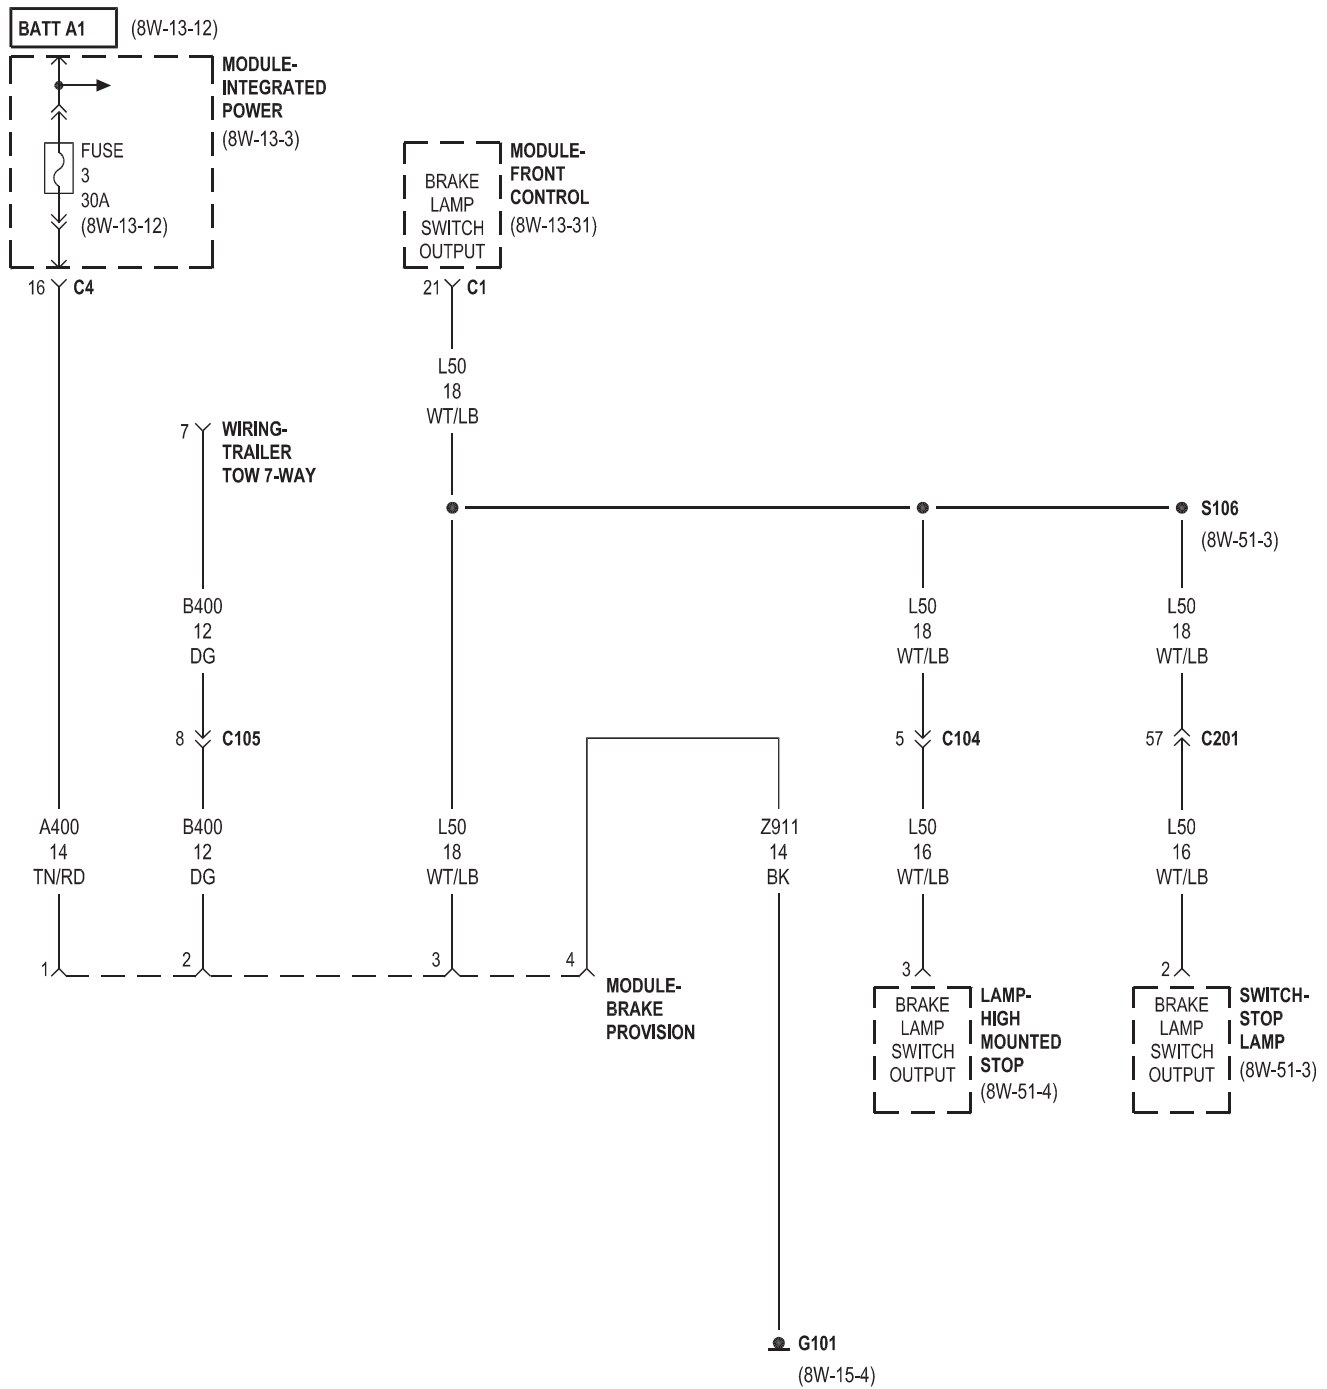 BATT A1 (8W-13-12)
MODULE-
INTEGRATED
POWER
(8W-13-3)
FUSE
3
30A
(8W-13-12)
16 C4
MODULE-
FRONT
CONTROL
(8W-13-31)
BRAKE
LAMP
SWITCH
OUTPUT
21 C1
L50
18
WT/LB
7 WIRING-
TRAILER
TOW 7-WAY
S106
(8W-51-3)
B400
12
DG
L50
18
WT/LB
L50
18
WT/LB
8 C105
5 C104
57 C201
A400
14
TN/RD
B400
12
DG
L50
18
WT/LB
Z911
14
BK
L50
16
WT/LB
L50
16
WT/LB
1
2
3
4
MODULE-
BRAKE
PROVISION
3
BRAKE
LAMP
SWITCH
OUTPUT
LAMP-
HIGH
MOUNTED
STOP
(8W-51-4)
2
BRAKE
LAMP
SWITCH
OUTPUT
SWITCH-
STOP
LAMP
(8W-51-3)
G101
(8W-15-4)